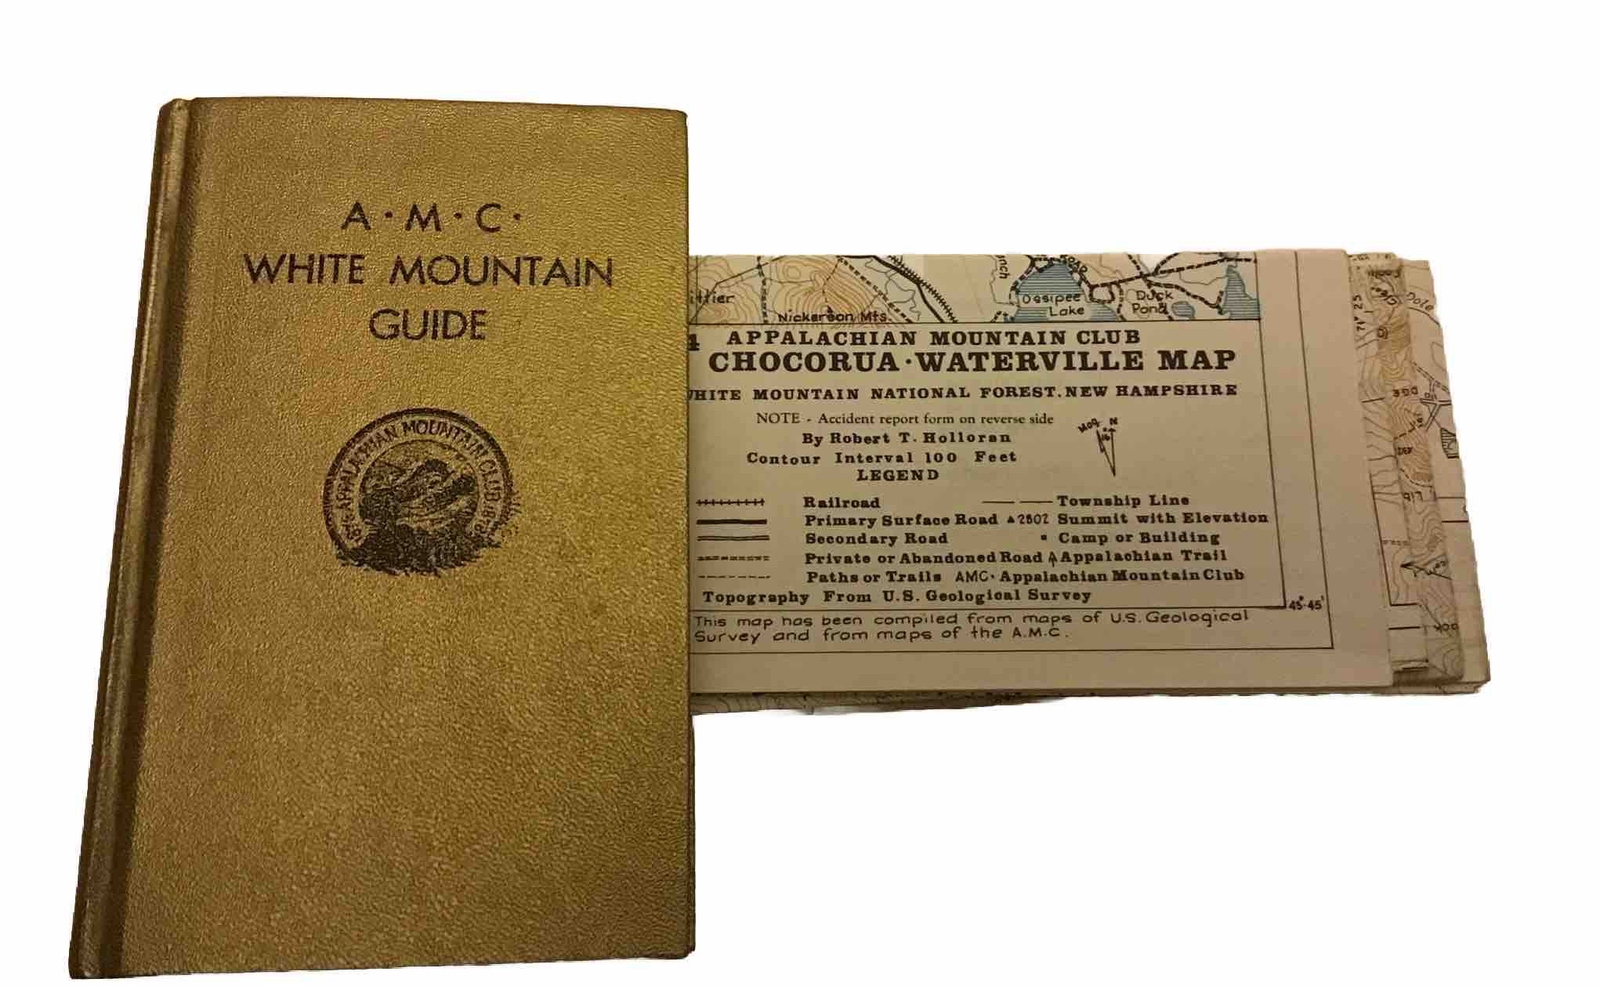 A·M·C·
WHITE MOUNTAIN
GUIDE
APPALACHIAN MOUNTAIN CLUB
Nickerson Mts.
Ossipee
Lake
Duck
Pond
4 APPALACHIAN MOUNTAIN CLUB
CHOCORUA·WATERVILLE MAP
WHITE MOUNTAIN NATIONAL FOREST, NEW HAMPSHIRE
NOTE - Accident report form on reverse side
Mag. N
By Robert T. Holloran
Contour Interval 100 Feet
LEGEND
Railroad Township Line
Primary Surface Road ▲2802 Summit with Elevation
Secondary Road Camp or Building
Private or Abandoned Road Appalachian Trail
Paths or Trails AMC· Appalachian Mountain Club
Topography From U.S. Geological Survey
45°45'
This map has been compiled from maps of U.S. Geological
Survey and from maps of the A.M.C.